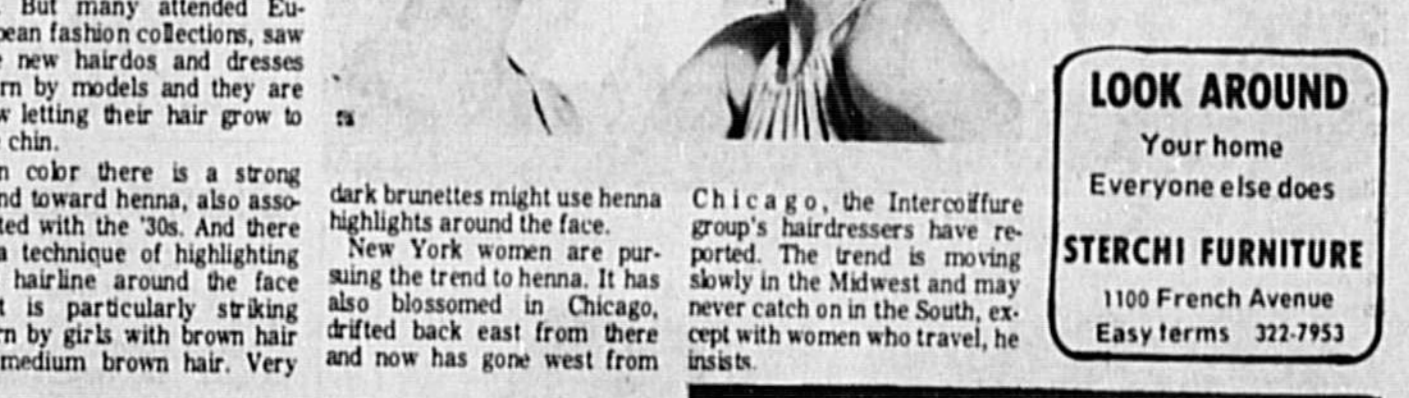 But many attended Eu-
fashion collections, saw
new hairdos and dresses
by models and they are
letting their hair grow to
chin.
color there is a strong
toward henna, also asso-
with the '30s. And there
a technique of highlighting
hairline around the face
is particularly striking
by girls with brown hair
medium brown hair. Very
dark brunettes might use henna
highlights around the face.
New York women are pur-
suing the trend to henna. It has
also blossomed in Chicago,
drifted back east from there
and now has gone west from
Chicago, the Intercoiffure
group's hairdressers have re-
ported. The trend is moving
slowly in the Midwest and may
never catch on in the South, ex-
cept with women who travel, he
insists.
LOOK AROUND
Your home
Everyone else does
STERCHI FURNITURE
1100 French Avenue
Easy terms 322-7953